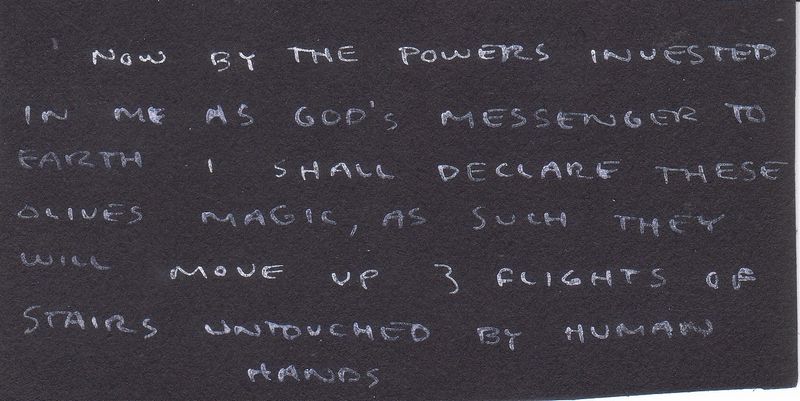 ' NOW BY THE POWERS INVESTED
IN ME AS GOD'S MESSENGER TO
EARTH I SHALL DECLARE THESE
OLIVES MAGIC, AS SUCH THEY
WILL MOVE UP 3 FLIGHTS OF
STAIRS UNTOUCHED BY HUMAN
HANDS